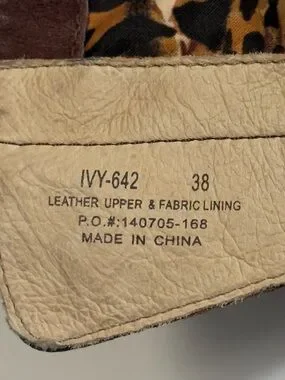 IVY-642 38
LEATHER UPPER & FABRIC LINING
P.O.#:140705-168
MADE IN CHINA